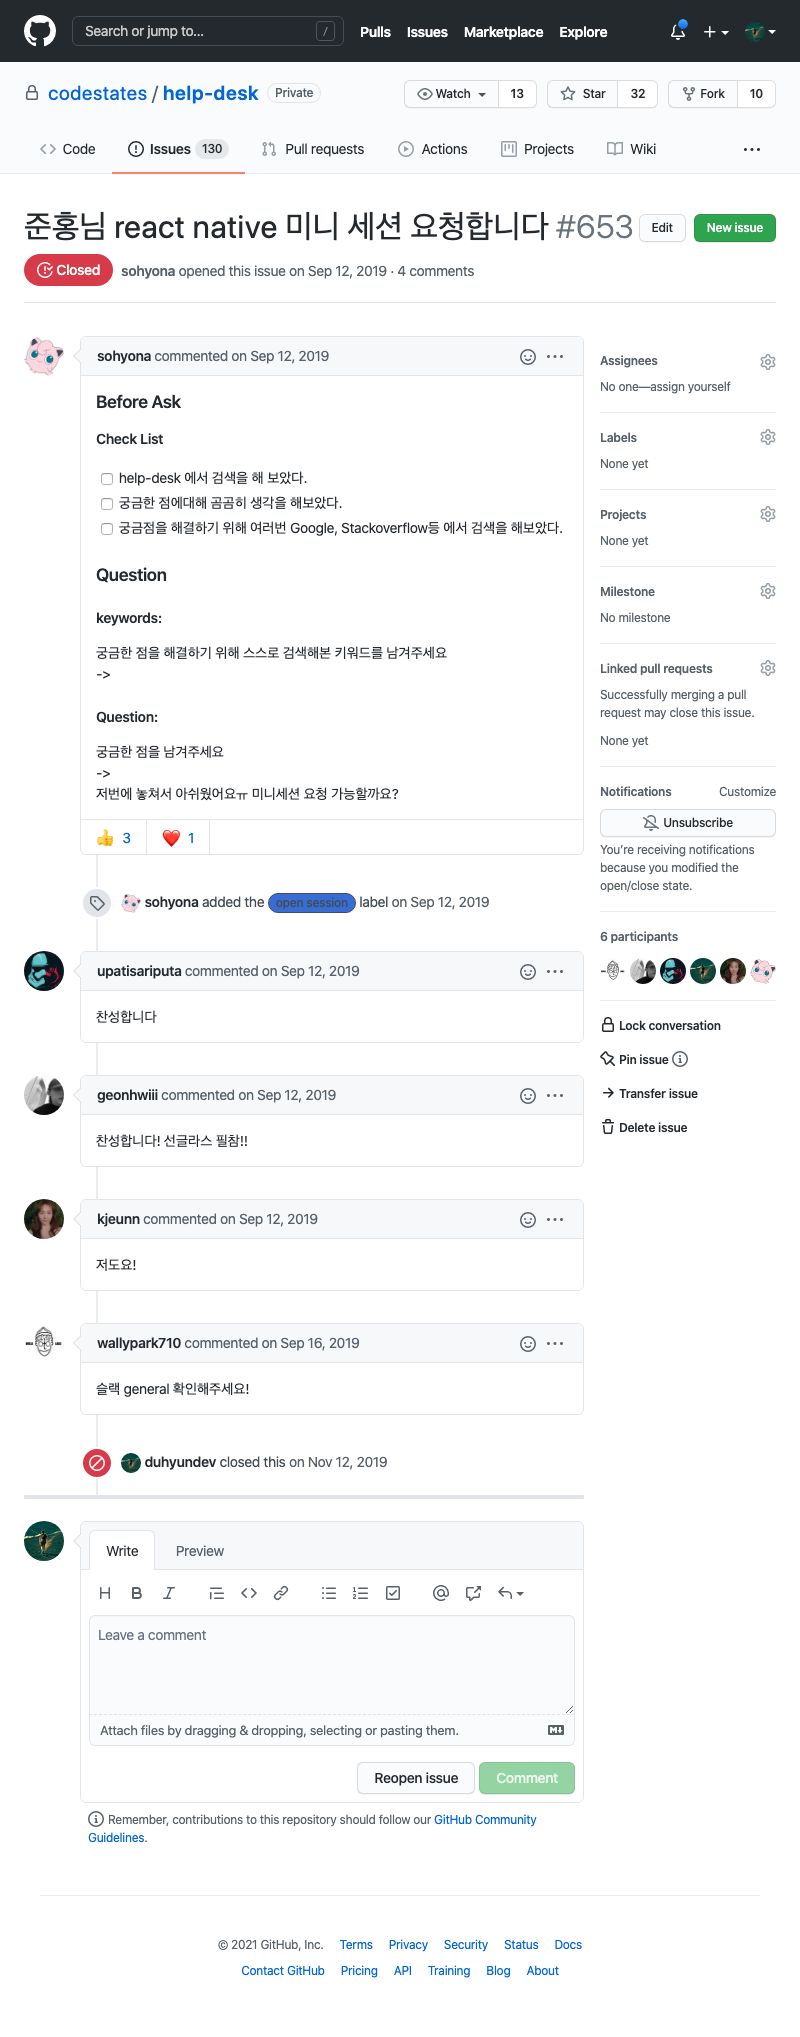 Search or jump to... /
Pulls Issues Marketplace Explore
codestates / help-desk Private
Watch 13 Star 32 Fork 10
Code Issues 130 Pull requests Actions Projects Wiki
준홍님 react native 미니 세션 요청합니다 #653
Edit New issue
Closed sohyona opened this issue on Sep 12, 2019 · 4 comments
sohyona commented on Sep 12, 2019
Before Ask
Check List
help-desk 에서 검색을 해 보았다.
궁금한 점에대해 곰곰히 생각을 해보았다.
궁금점을 해결하기 위해 여러번 Google, Stackoverflow등 에서 검색을 해보았다.
Question
keywords:
궁금한 점을 해결하기 위해 스스로 검색해본 키워드를 남겨주세요
->
Question:
궁금한 점을 남겨주세요
->
저번에 놓쳐서 아쉬웠어요ㅠ 미니세션 요청 가능할까요?
👍 3 ❤️ 1
sohyona added the open session label on Sep 12, 2019
upatisariputa commented on Sep 12, 2019
찬성합니다
geonhwiii commented on Sep 12, 2019
찬성합니다! 선글라스 필참!!
kjeunn commented on Sep 12, 2019
저도요!
wallypark710 commented on Sep 16, 2019
슬랙 general 확인해주세요!
duhyundev closed this on Nov 12, 2019
Write Preview
H B I
Leave a comment
Attach files by dragging & dropping, selecting or pasting them.
Reopen issue Comment
Remember, contributions to this repository should follow our GitHub Community
Guidelines.
Assignees
No one—assign yourself
Labels
None yet
Projects
None yet
Milestone
No milestone
Linked pull requests
Successfully merging a pull
request may close this issue.
None yet
Notifications Customize
Unsubscribe
You're receiving notifications
because you modified the
open/close state.
6 participants
Lock conversation
Pin issue
Transfer issue
Delete issue
© 2021 GitHub, Inc. Terms Privacy Security Status Docs
Contact GitHub Pricing API Training Blog About